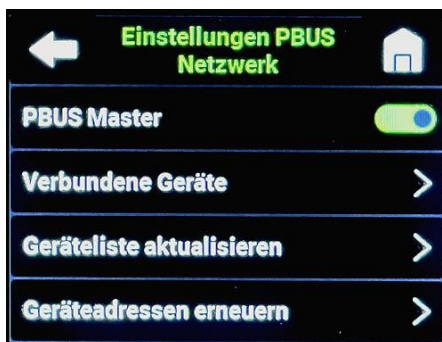 Einstellungen PBUS
Netzwerk
PBUS Master
Verbundene Geräte
Geräteliste aktualisieren
Geräteadressen erneuern